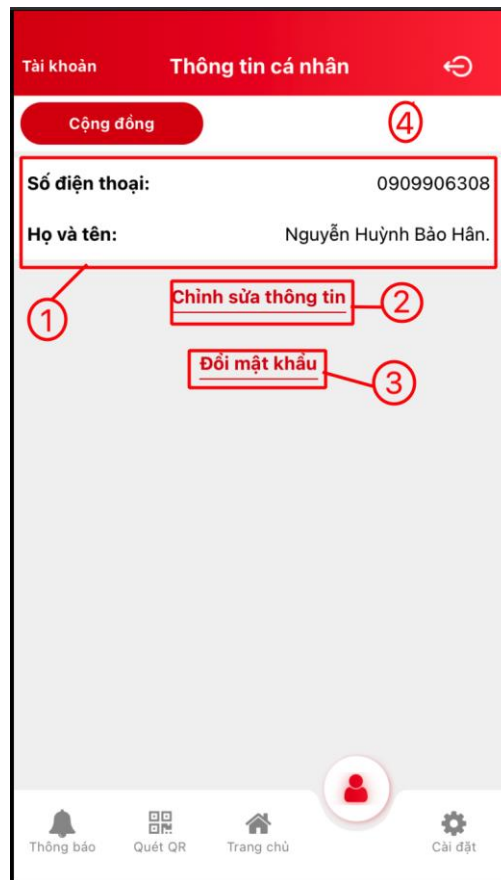 Tài khoản Thông tin cá nhân
Cộng đồng 4
Số điện thoại: 0909906308
Họ và tên: Nguyễn Huỳnh Bảo Hân.
1
Chỉnh sửa thông tin 2
Đổi mật khẩu 3
Thông báo Quét QR Trang chủ Cài đặt